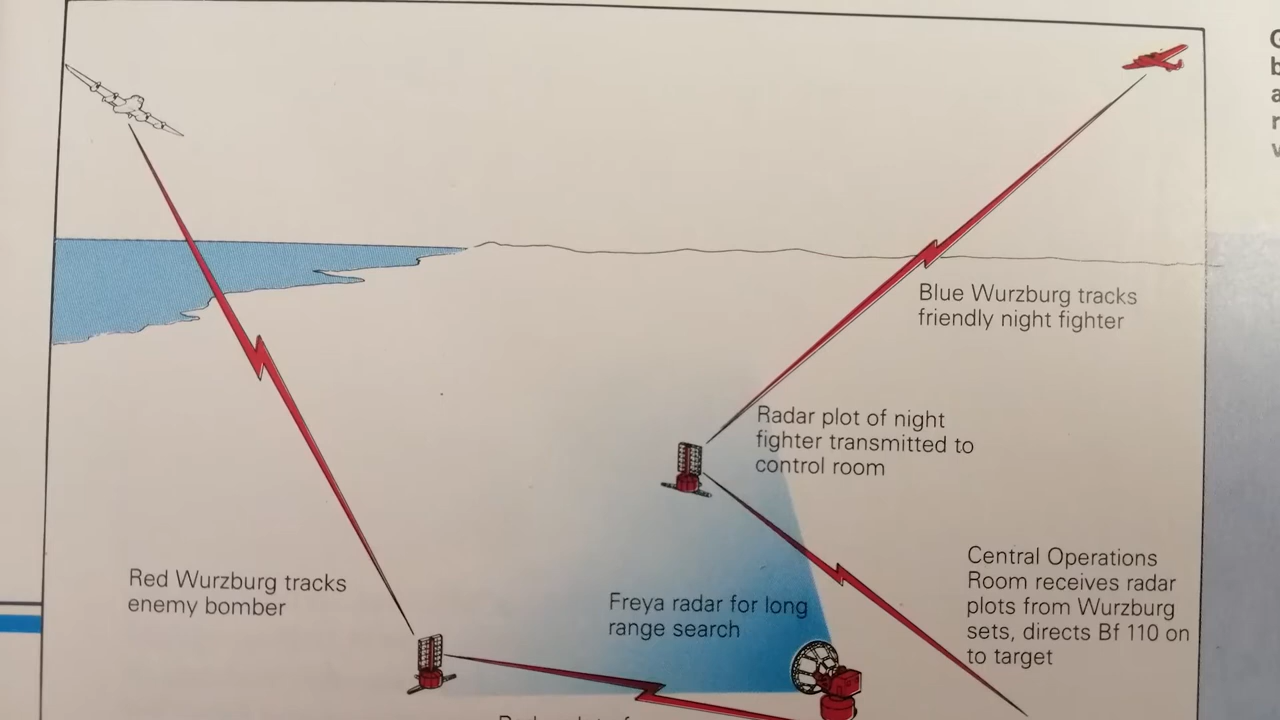 Blue Wurzburg tracks
friendly night fighter
Radar plot of night
fighter transmitted to
control room
Central Operations
Room receives radar
plots from Wurzburg
sets, directs Bf 110 on
to target
Red Wurzburg tracks
enemy bomber
Freya radar for long
range search